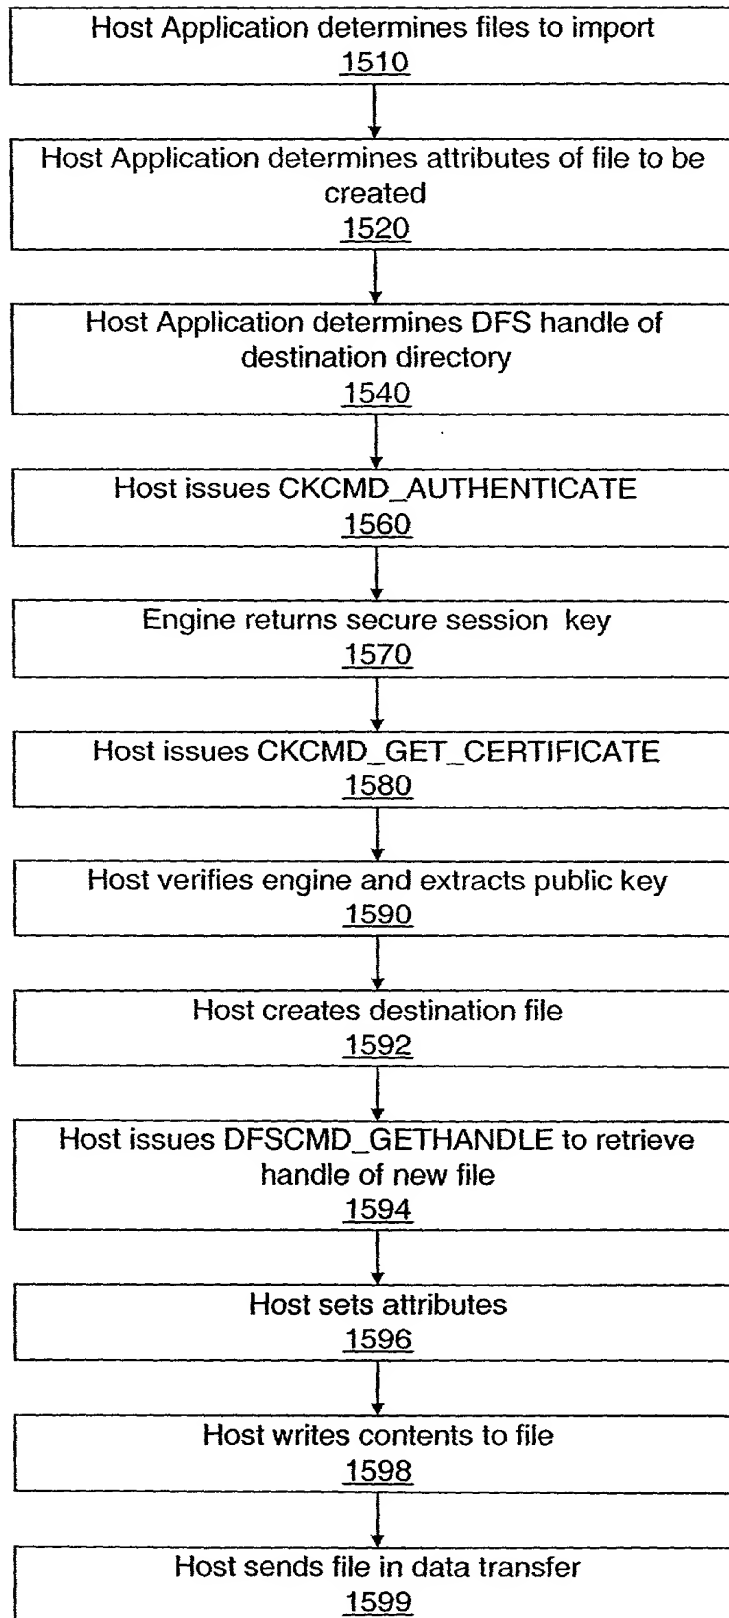 Host Application determines files to import
1510
Host Application determines attributes of file to be
created
1520
Host Application determines DFS handle of
destination directory
1540
Host issues CKCMD_AUTHENTICATE
1560
Engine returns secure session key
1570
Host issues CKCMD_GET_CERTIFICATE
1580
Host verifies engine and extracts public key
1590
Host creates destination file
1592
Host issues DFSCMD_GETHANDLE to retrieve
handle of new file
1594
Host sets attributes
1596
Host writes contents to file
1598
Host sends file in data transfer
1599